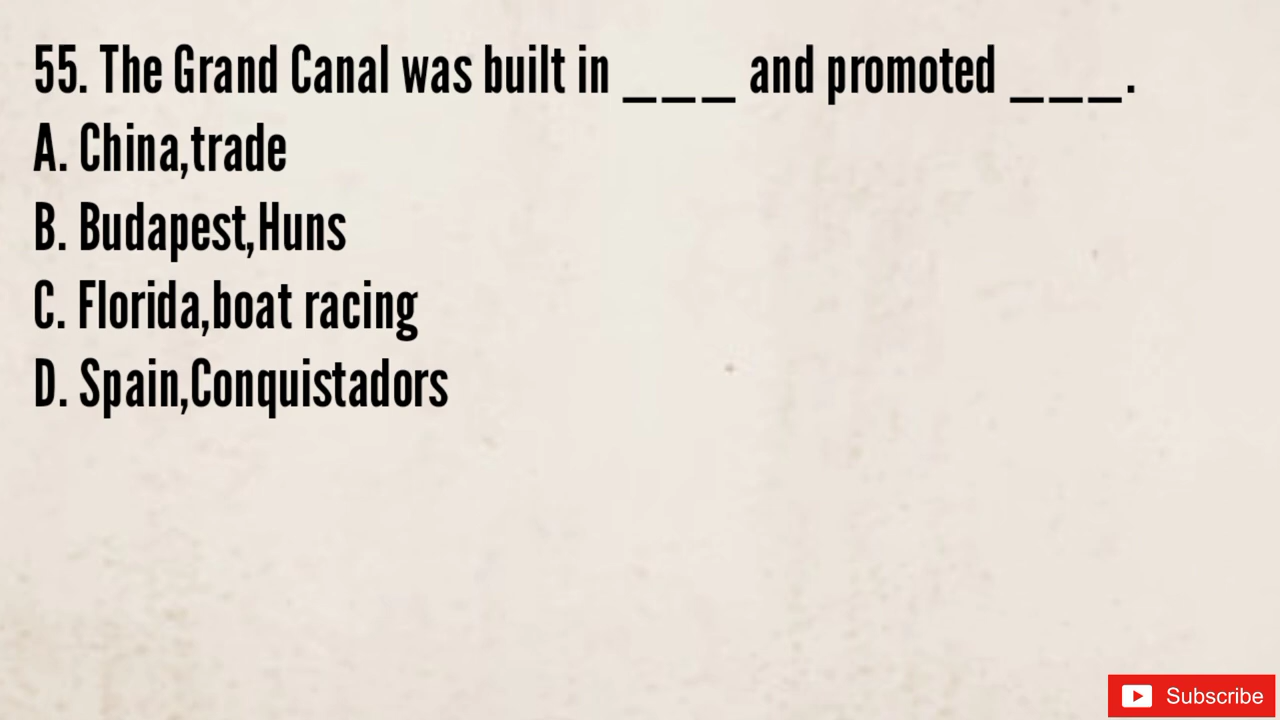 55. The Grand Canal was built in ___ and promoted ___.
A. China,trade
B. Budapest,Huns
C. Florida,boat racing
D. Spain,Conquistadors
Subscribe